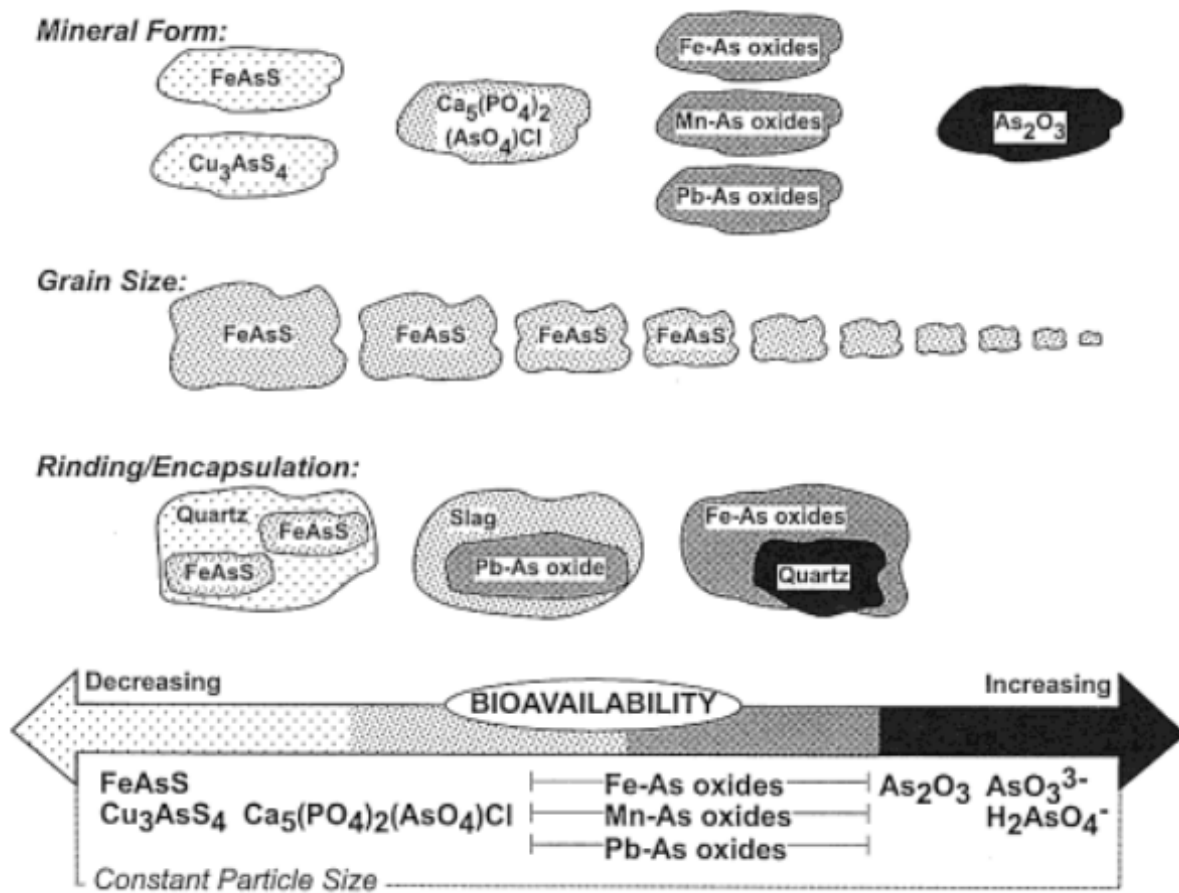 Mineral Form:
FeAsS
Cu3AsS4
Ca5(PO4)2
(AsO4)Cl
Fe-As oxides
Mn-As oxides
Pb-As oxides
As2O3
Grain Size:
FeAsS FeAsS FeAsS FeAsS
Rinding/Encapsulation:
Quartz
FeAsS
FeAsS
Slag
Pb-As oxide
Fe-As oxides
Quartz
Decreasing BIOAVAILABILITY Increasing
FeAsS Fe-As oxides As2O3 AsO3^3-
Cu3AsS4 Ca5(PO4)2(AsO4)Cl Mn-As oxides H2AsO4^-
Pb-As oxides
Constant Particle Size